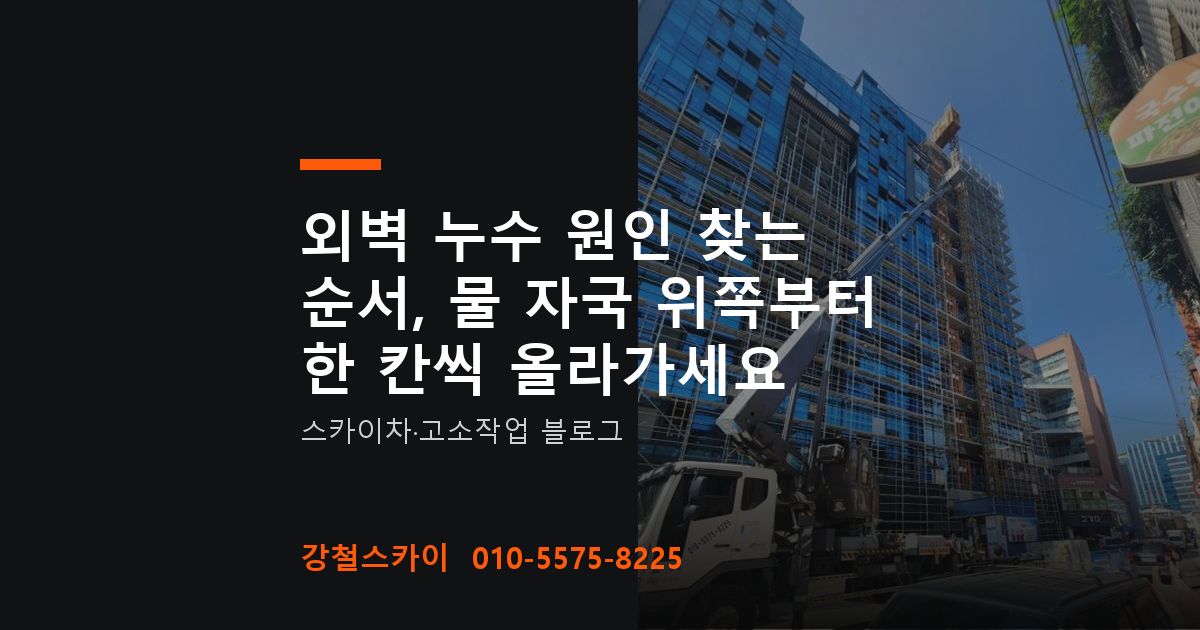 외벽 누수 원인 찾는
순서, 물 자국 위쪽부터
한 칸씩 올라가세요
스카이차·고소작업 블로그
강철스카이 010-5575-8225